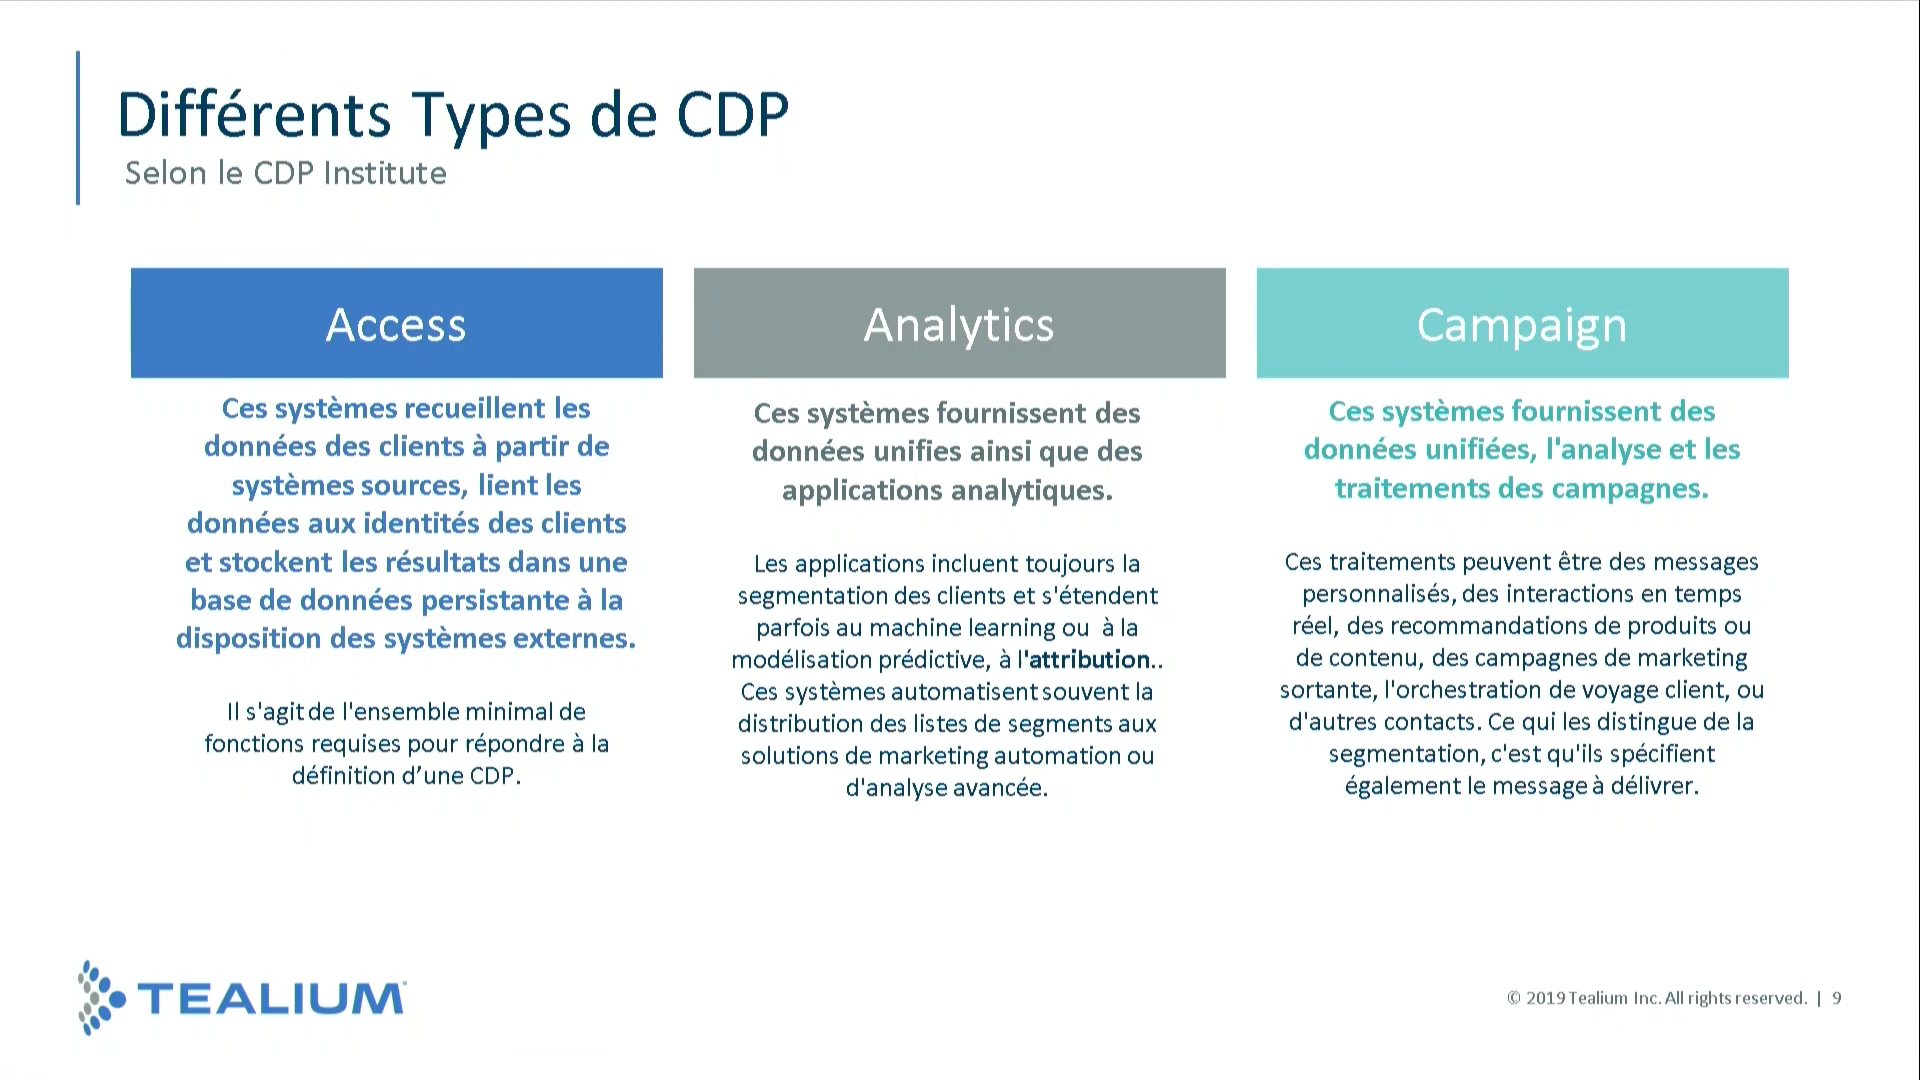 Différents Types de CDP
Selon le CDP Institute
Access
Ces systèmes recueillent les
données des clients à partir de
systèmes sources, lient les
données aux identités des clients
et stockent les résultats dans une
base de données persistante à la
disposition des systèmes externes.
Il s'agit de l'ensemble minimal de
fonctions requises pour répondre à la
définition d’une CDP.
Analytics
Ces systèmes fournissent des
données unifies ainsi que des
applications analytiques.
Les applications incluent toujours la
segmentation des clients et s'étendent
parfois au machine learning ou à la
modélisation prédictive, à l'attribution..
Ces systèmes automatisent souvent la
distribution des listes de segments aux
solutions de marketing automation ou
d'analyse avancée.
Campaign
Ces systèmes fournissent des
données unifiées, l'analyse et les
traitements des campagnes.
Ces traitements peuvent être des messages
personnalisés, des interactions en temps
réel, des recommandations de produits ou
de contenu, des campagnes de marketing
sortante, l'orchestration de voyage client, ou
d'autres contacts. Ce qui les distingue de la
segmentation, c'est qu'ils spécifient
également le message à délivrer.
TEALIUM
© 2019 Tealium Inc. All rights reserved. | 9